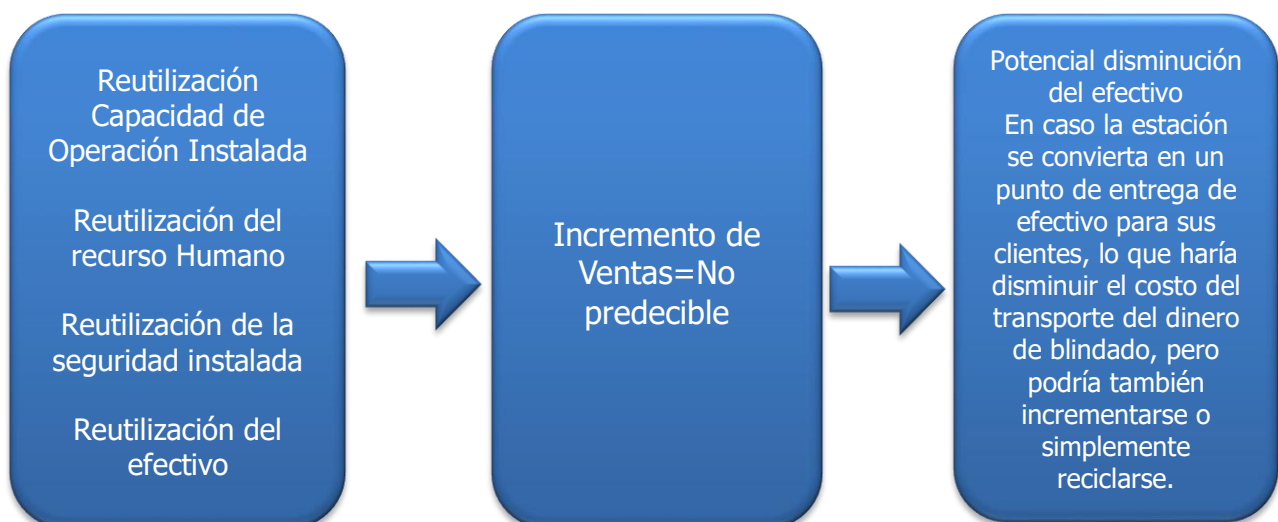 Reutilización
Capacidad de
Operación Instalada
Reutilización del
recurso Humano
Reutilización de la
seguridad instalada
Reutilización del
efectivo
Incremento de
Ventas=No
predecible
Potencial disminución
del efectivo
En caso la estación
se convierta en un
punto de entrega de
efectivo para sus
clientes, lo que haría
disminuir el costo del
transporte del dinero
de blindado, pero
podría también
incrementarse o
simplemente
reciclarse.